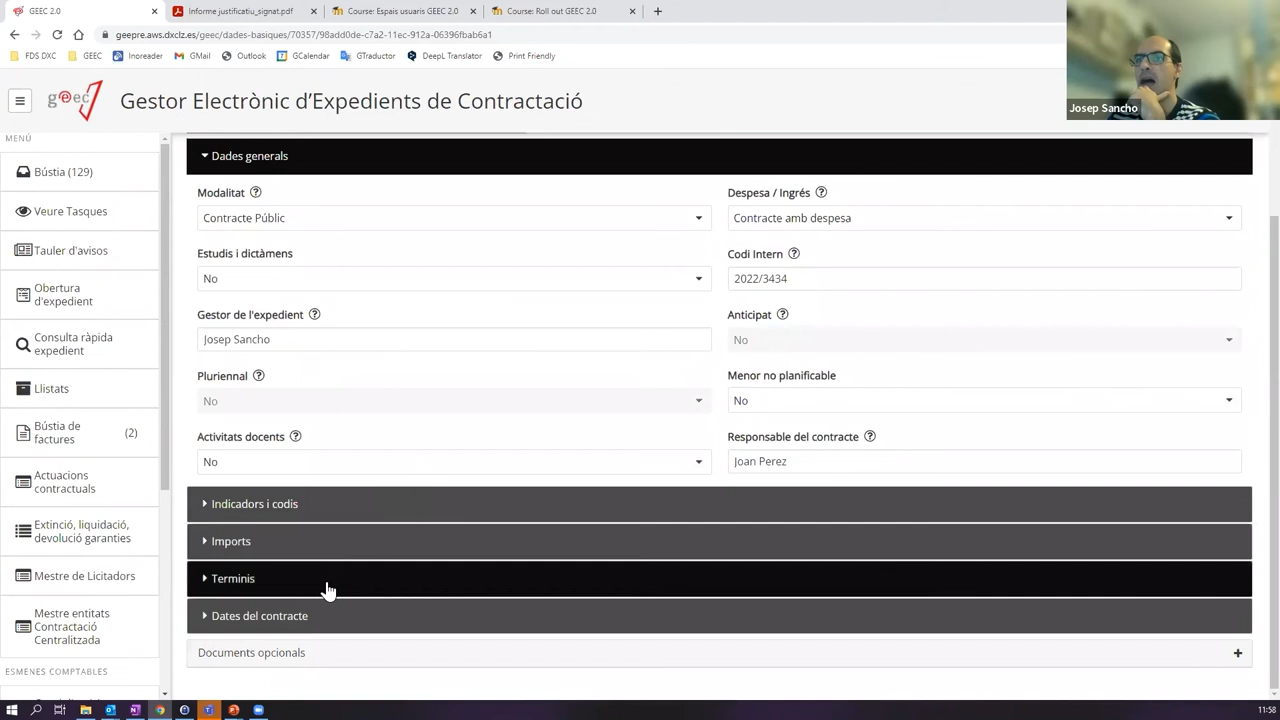 GEEC 2.0
Informe justificatiu_signat.pdf
Course: Espais usuaris GEEC 2.0
Course: Roll out GEEC 2.0
geepre.aws.dxclz.es/geec/dades-basiques/70357/98add0de-c7a2-11ec-912a-06396fbab6a1
FDS DXC
GEEC
Inoreader
GMail
Outlook
GCalendar
GTraductor
DeepL Translator
Print Friendly
Josep Sancho
geec
Gestor Electrònic d'Expedients de Contractació
MENÚ
Bústia (129)
Veure Tasques
Tauler d'avisos
Obertura
d'expedient
Consulta ràpida
expedient
Llistats
Bústia de
factures
(2)
Actuacions
contractuals
Extinció, liquidació,
devolució garanties
Mestre de Licitadors
Mestre entitats
Contractació
Centralitzada
ESMENES COMPTABLES
Dades generals
Modalitat
Contracte Públic
Despesa / Ingrés
Contracte amb despesa
Estudis i dictàmens
No
Codi Intern
2022/3434
Gestor de l'expedient
Josep Sancho
Anticipat
No
Pluriennal
No
Menor no planificable
No
Activitats docents
No
Responsable del contracte
Joan Perez
Indicadors i codis
Imports
Terminis
Dates del contracte
Documents opcionals
11:58